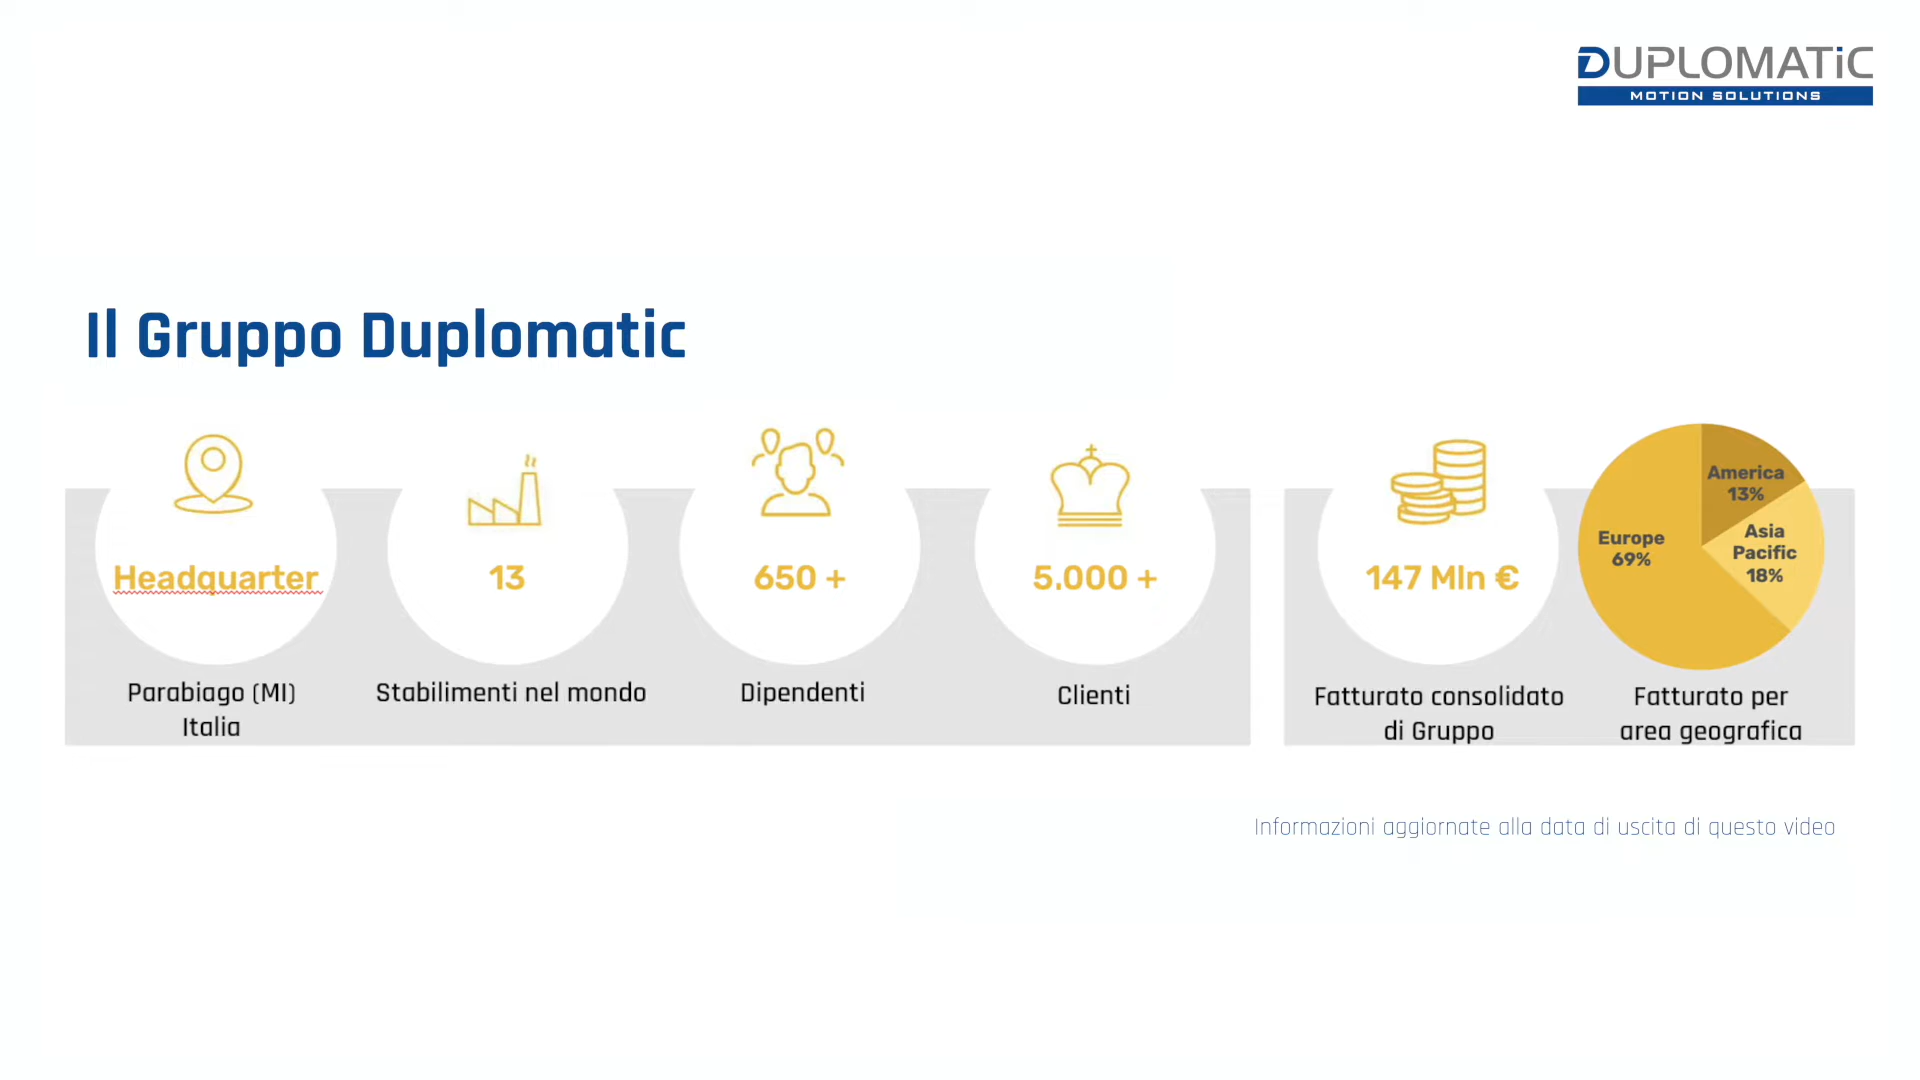 DUPLOMATiC
MOTION SOLUTIONS
Il Gruppo Duplomatic
Headquarter
Parabiago (MI)
Italia
13
Stabilimenti nel mondo
650 +
Dipendenti
5.000 +
Clienti
147 Mln €
Fatturato consolidato
di Gruppo
America
13%
Asia
Pacific
18%
Europe
69%
Fatturato per
area geografica
Informazioni aggiornate alla data di uscita di questo video